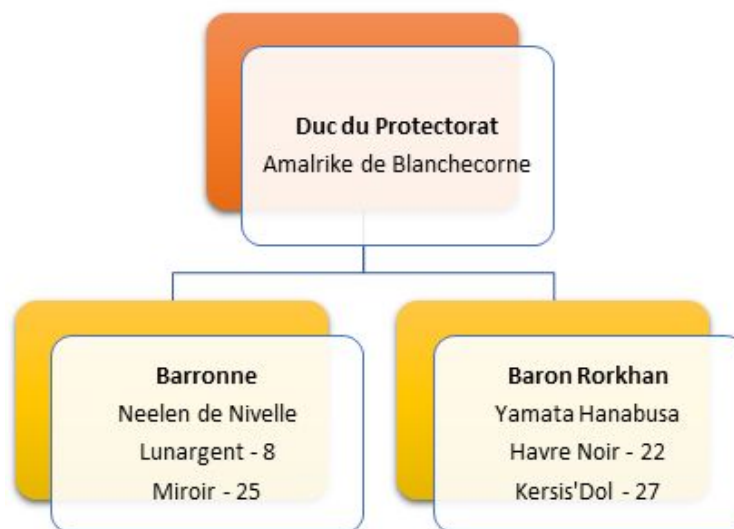 Duc du Protectorat
Amalrike de Blanchecorne
Barronne
Neelen de Nivelle
Lunargent - 8
Miroir - 25
Baron Rorkhan
Yamata Hanabusa
Havre Noir - 22
Kersis'Dol - 27